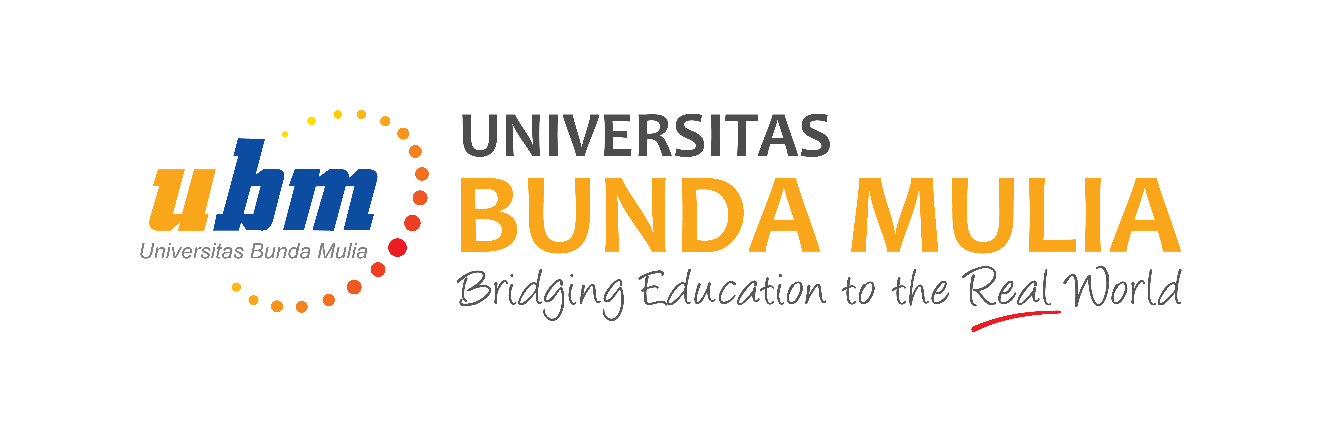 ubm
Universitas Bunda Mulia
UNIVERSITAS
BUNDA MULIA
Bridging Education to the Real World